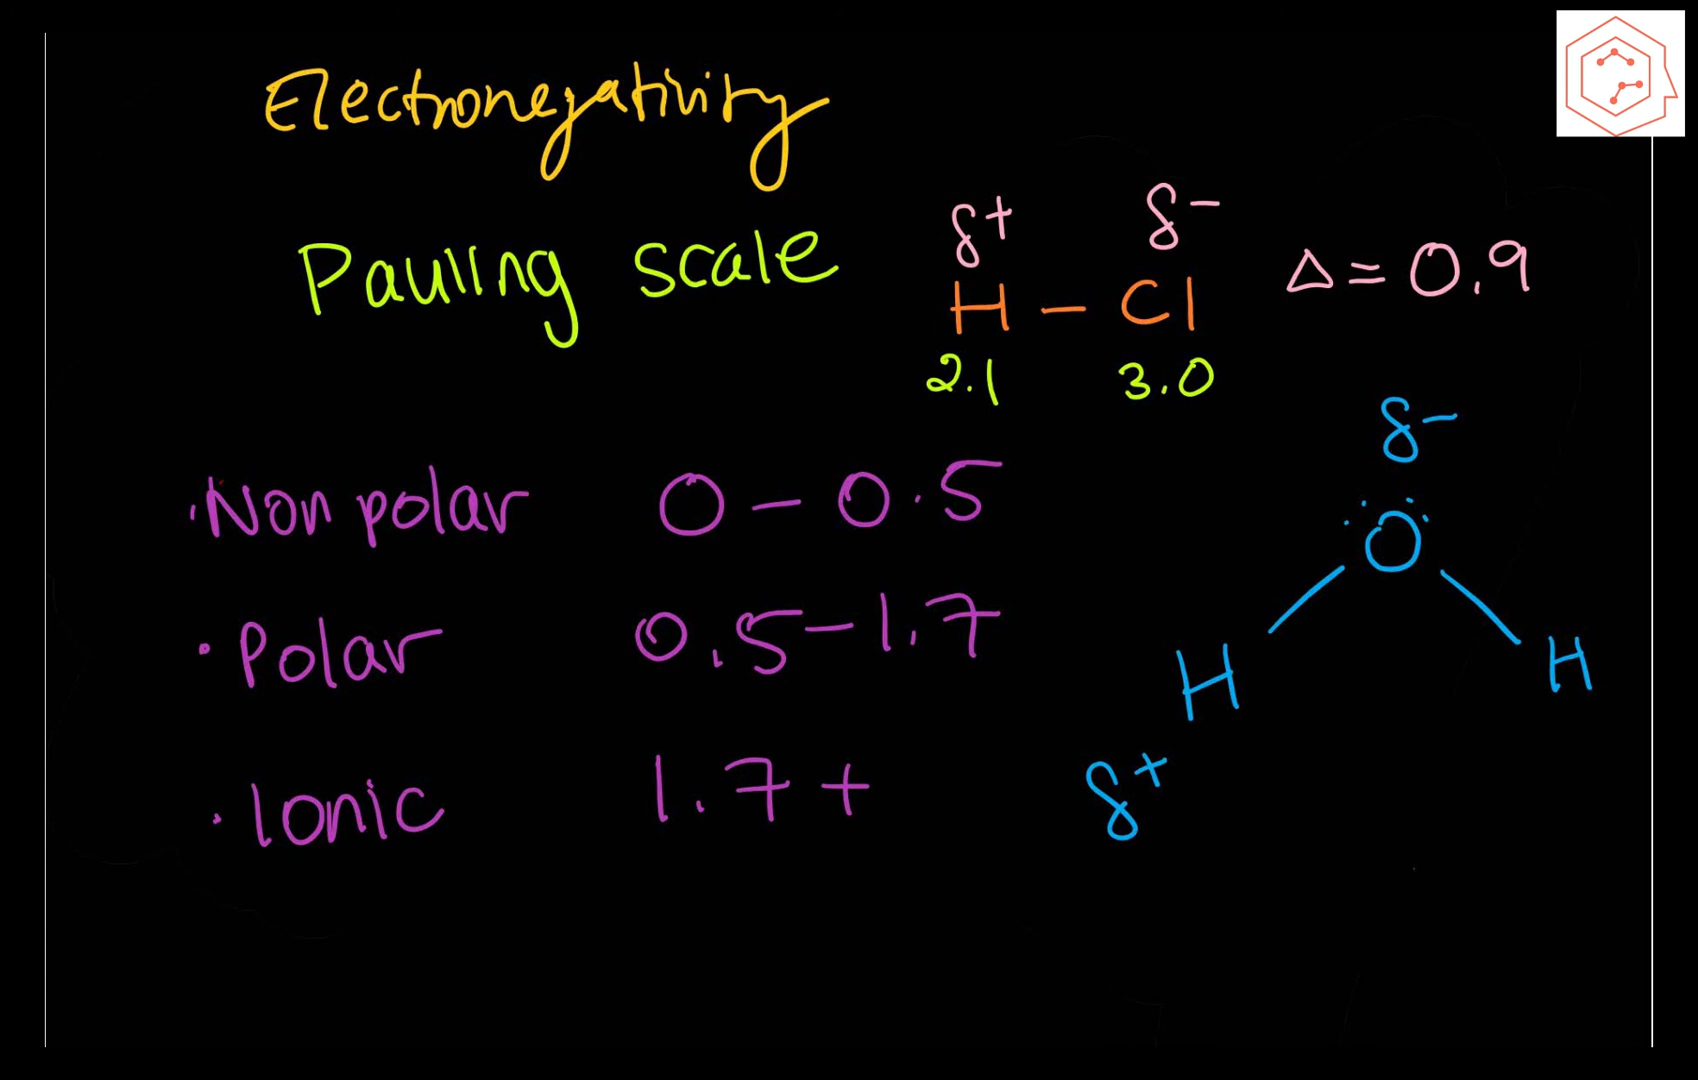 Electronegativity
Pauling scale
δ+ δ-
H - Cl Δ = 0.9
2.1 3.0
· Non polar 0 - 0.5
· Polar 0.5 - 1.7
· Ionic 1.7 +
δ-
O
H H
δ+